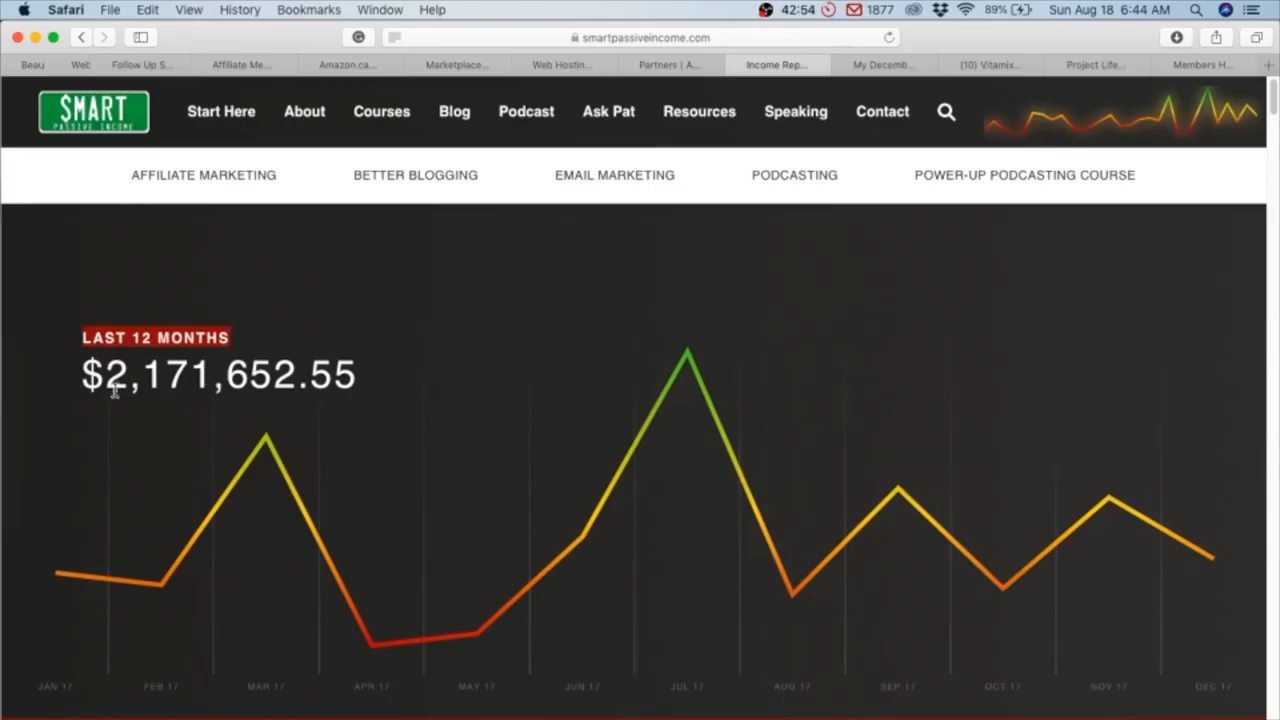 Safari File Edit View History Bookmarks Window Help 42:54 1877 89% Sun Aug 18 6:44 AM
smartpassiveincome.com
Beau Web Follow Up S... Affiliate Me... Amazon.ca... Marketplace... Web Hostin... Partners | A... Income Rep... My Decemb... (10) Vitamix... Project Life... Members H...
$MART
PASSIVE INCOME
Start Here About Courses Blog Podcast Ask Pat Resources Speaking Contact
AFFILIATE MARKETING BETTER BLOGGING EMAIL MARKETING PODCASTING POWER-UP PODCASTING COURSE
LAST 12 MONTHS
$2,171,652.55
JAN 17 FEB 17 MAR 17 APR 17 MAY 17 JUN 17 JUL 17 AUG 17 SEP 17 OCT 17 NOV 17 DEC 17